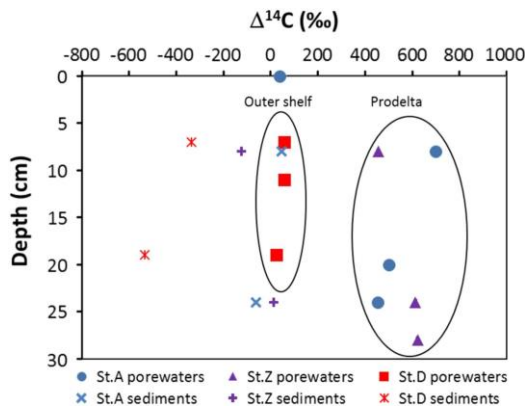 Δ¹⁴C (‰)
-800 -600 -400 -200 0 200 400 600 800 1000
0
Outer shelf Prodelta
5
10
15
20
25
30
Depth (cm)
St.A porewaters St.Z porewaters St.D porewaters
St.A sediments St.Z sediments St.D sediments